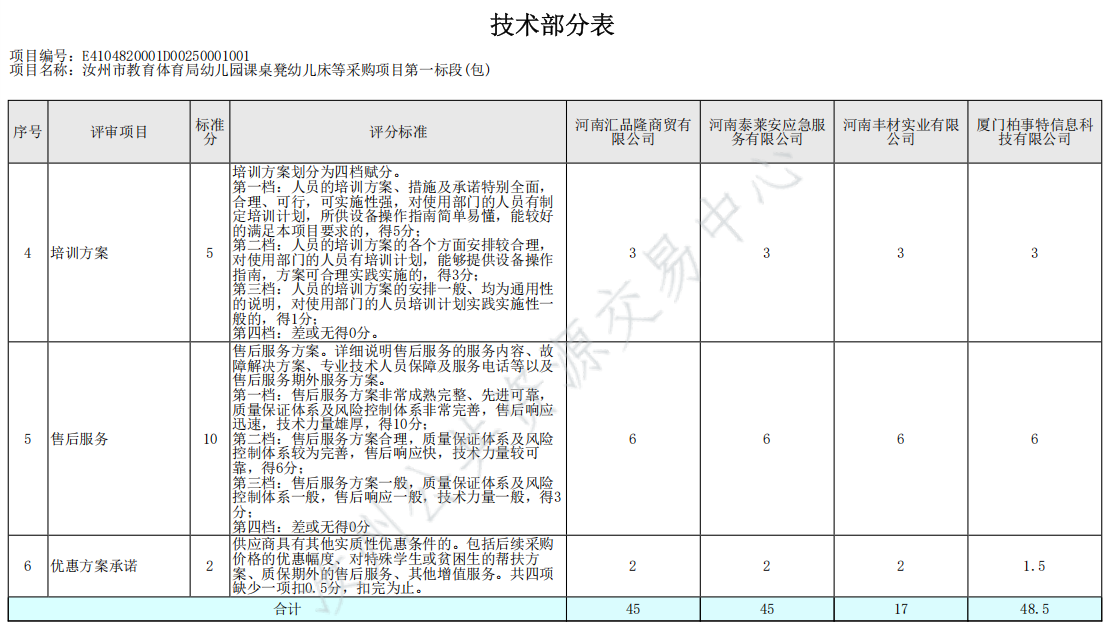 技术部分表
项目编号：E4104820001D00250001001
项目名称：汝州市教育体育局幼儿园课桌凳幼儿床等采购项目第一标段(包)
序号
评审项目
标准
分
评分标准
河南汇品隆商贸有
限公司
河南泰莱安应急服
务有限公司
河南丰材实业有限
公司
厦门柏事特信息科
技有限公司
4
培训方案
5
培训方案划分为四档赋分。
第一档：人员的培训方案、措施及承诺特别全面，
合理、可行，可实施性强，对使用部门的人员有制
定培训计划，所供设备操作指南简单易懂，能较好
的满足本项目要求的，得5分；
第二档：人员的培训方案的各个方面安排较合理，
对使用部门的人员有培训计划，能够提供设备操作
指南，方案可合理实践实施的，得3分；
第三档：人员的培训方案的安排一般、均为通用性
的说明，对使用部门的人员培训计划实践实施性一
般的，得1分；
第四档：差或无得0分。
3
3
3
3
5
售后服务
10
售后服务方案。详细说明售后服务的服务内容、故
障解决方案、专业技术人员保障及服务电话等以及
售后服务期外服务方案。
第一档：售后服务方案非常成熟完整、先进可靠，
质量保证体系及风险控制体系非常完善，售后响应
迅速，技术力量雄厚，得10分；
第二档：售后服务方案合理，质量保证体系及风险
控制体系较为完善，售后响应快，技术力量较可
靠，得6分；
第三档：售后服务方案一般，质量保证体系及风险
控制体系一般，售后响应一般，技术力量一般，得3
分；
第四档：差或无得0分
6
6
6
6
6
优惠方案承诺
2
供应商具有其他实质性优惠条件的。包括后续采购
价格的优惠幅度、对特殊学生或贫困生的帮扶方
案、质保期外的售后服务、其他增值服务。共四项
缺少一项扣0.5分，扣完为止。
2
2
2
1.5
合计
45
45
17
48.5
汝州公共资源交易中心